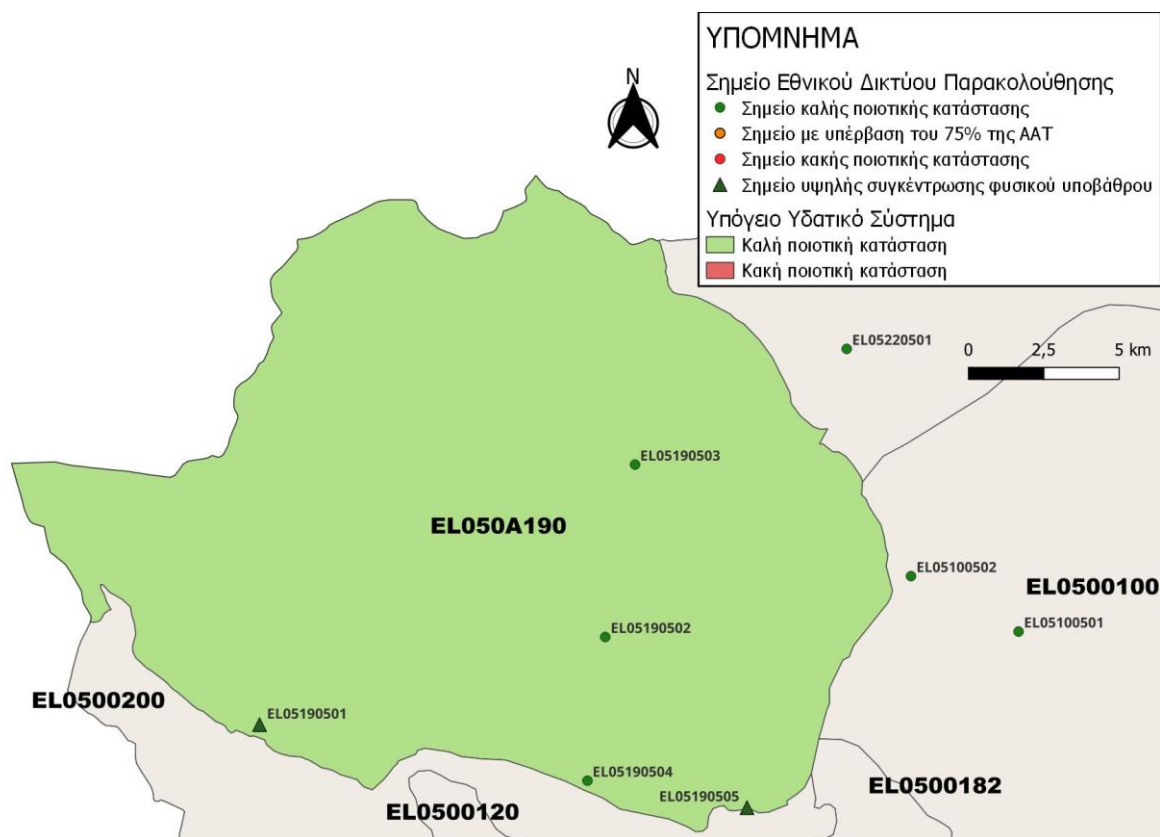 ΥΠΟΜΝΗΜΑ
Σημείο Εθνικού Δικτύου Παρακολούθησης
Σημείο καλής ποιοτικής κατάστασης
Σημείο με υπέρβαση του 75% της ΑΑΤ
Σημείο κακής ποιοτικής κατάστασης
Σημείο υψηλής συγκέντρωσης φυσικού υποβάθρου
Υπόγειο Υδατικό Σύστημα
Καλή ποιοτική κατάσταση
Κακή ποιοτική κατάσταση
N
EL05220501
0 2,5 5 km
EL05190503
EL050A190
EL05100502
EL0500100
EL05100501
EL05190502
EL0500200
EL05190501
EL05190504
EL0500182
EL05190505
EL0500120